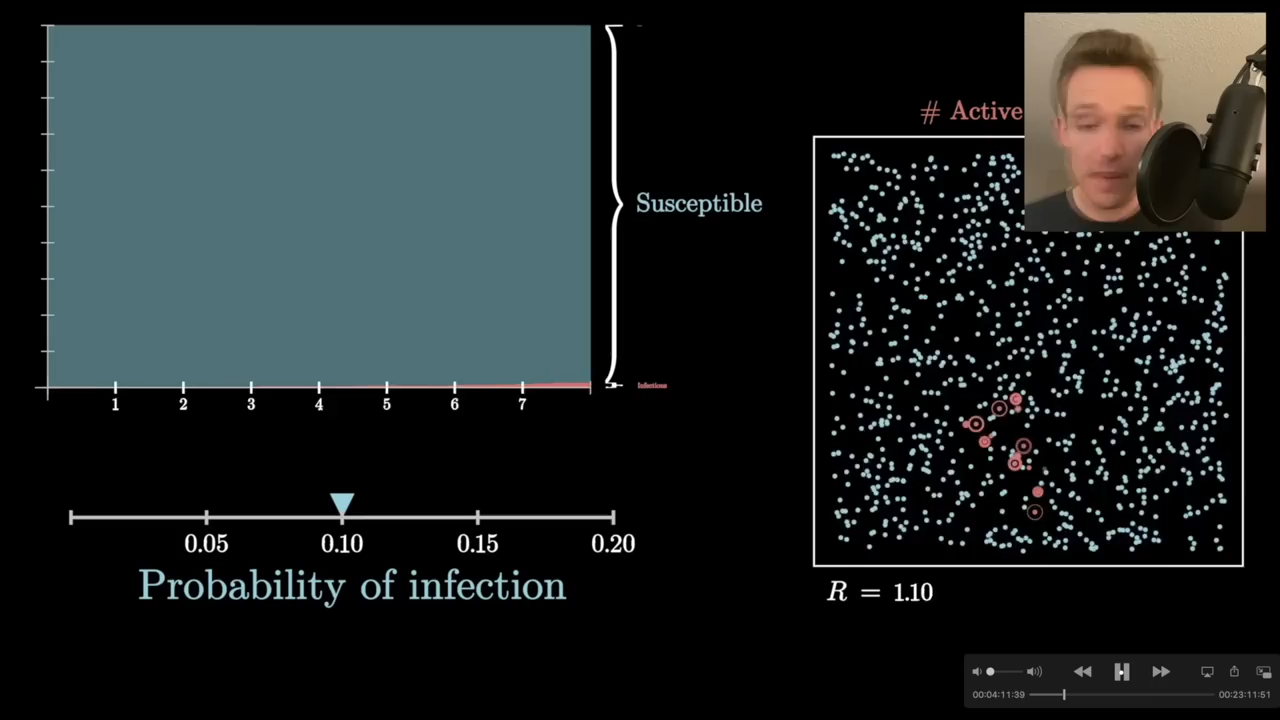 # Active
Susceptible
Infectious
1 2 3 4 5 6 7
0.05 0.10 0.15 0.20
Probability of infection
R = 1.10
00:04:11:39 00:23:11:51